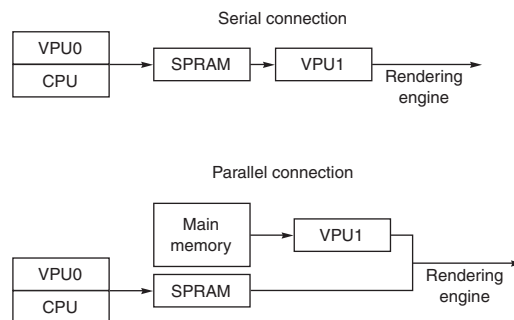 Serial connection
VPU0
CPU
SPRAM
VPU1
Rendering
engine
Parallel connection
Main
memory
VPU1
VPU0
CPU
SPRAM
Rendering
engine